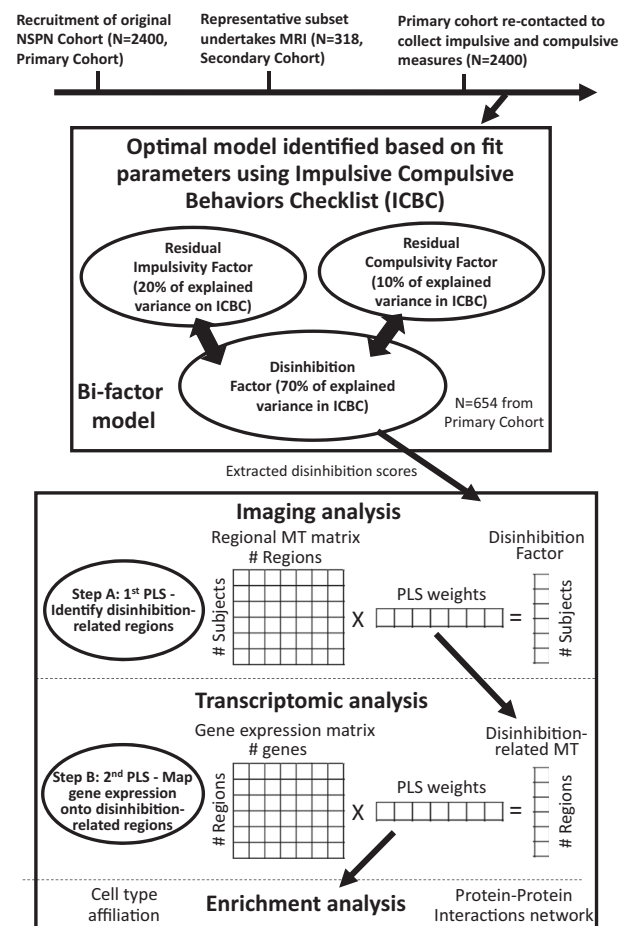 Recruitment of original
NSPN Cohort (N=2400,
Primary Cohort)
Representative subset
undertakes MRI (N=318,
Secondary Cohort)
Primary cohort re-contacted to
collect impulsive and compulsive
measures (N=2400)
Optimal model identified based on fit
parameters using Impulsive Compulsive
Behaviors Checklist (ICBC)
Residual
Impulsivity Factor
(20% of explained
variance on ICBC)
Residual
Compulsivity Factor
(10% of explained
variance in ICBC)
Disinhibition
Factor (70% of explained
variance in ICBC)
Bi-factor
model
N=654 from
Primary Cohort
Extracted disinhibition scores
Imaging analysis
Regional MT matrix
# Regions
Disinhibition
Factor
Step A: 1st PLS -
Identify disinhibition-
related regions
# Subjects
X
PLS weights
=
# Subjects
Transcriptomic analysis
Gene expression matrix
# genes
Disinhibition-
related MT
Step B: 2nd PLS - Map
gene expression
onto disinhibition-
related regions
# Regions
X
PLS weights
=
# Regions
Cell type
affiliation
Enrichment analysis
Protein-Protein
Interactions network